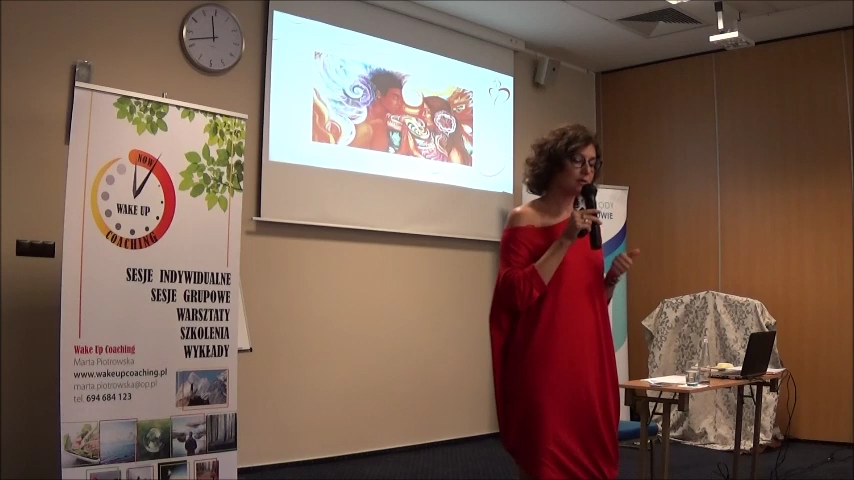 NOW
WAKE UP
COACHING
SESJE INDYWIDUALNE
SESJE GRUPOWE
WARSZTATY
SZKOLENIA
WYKŁADY
Wake Up Coaching
Marta Piotrowska
www.wakeupcoaching.pl
marta.piotrowska@op.pl
tel. 694 684 123